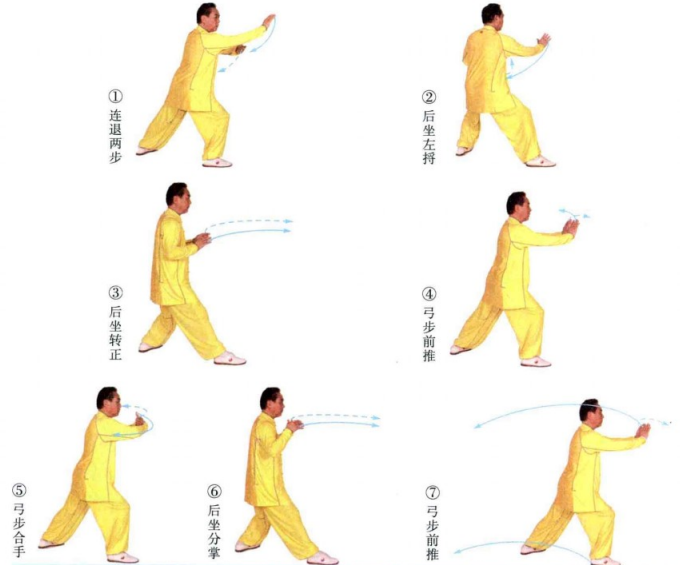 ① 连退两步
② 后坐左捋
③ 后坐转正
④ 弓步前推
⑤ 弓步合手
⑥ 后坐分掌
⑦ 弓步前推